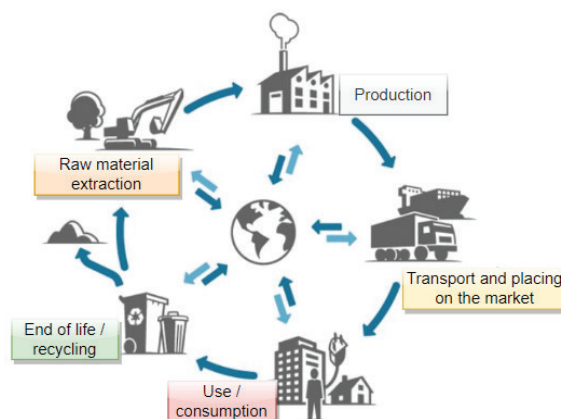 Production
Raw material
extraction
Transport and placing
on the market
End of life /
recycling
Use /
consumption